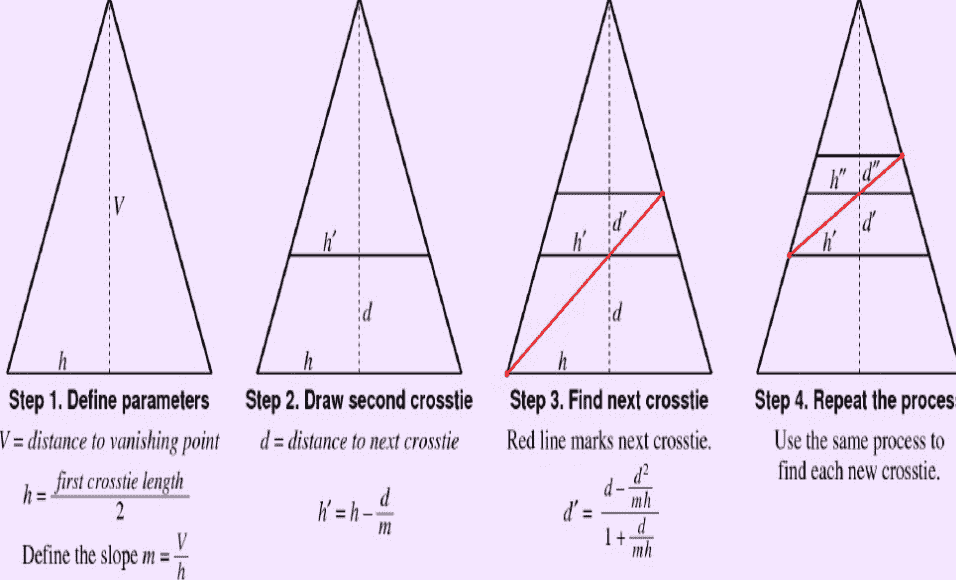 V
h
Step 1. Define parameters
V = distance to vanishing point
h = first crosstie length / 2
Define the slope m = V/h
h′
d
h
Step 2. Draw second crosstie
d = distance to next crosstie
h′ = h − d/m
d′
h′
d
h
Step 3. Find next crosstie
Red line marks next crosstie.
d′ = (d − d²/mh) / (1 + d/mh)
h″ d″
d′
h′
Step 4. Repeat the proces
Use the same process to
find each new crosstie.